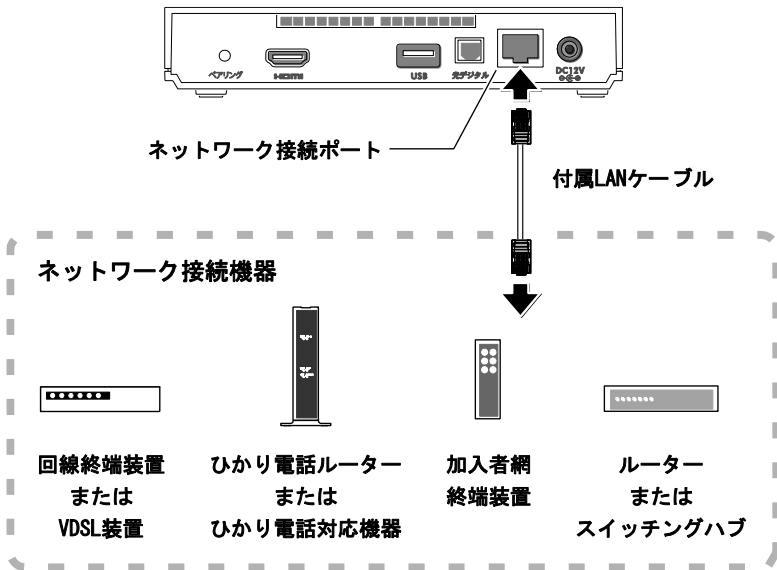 ペアリング
HDMI
USB
光デジタル
DC12V
ネットワーク接続ポート
付属LANケーブル
ネットワーク接続機器
回線終端装置
または
VDSL装置
ひかり電話ルーター
または
ひかり電話対応機器
加入者網
終端装置
ルーター
または
スイッチングハブ